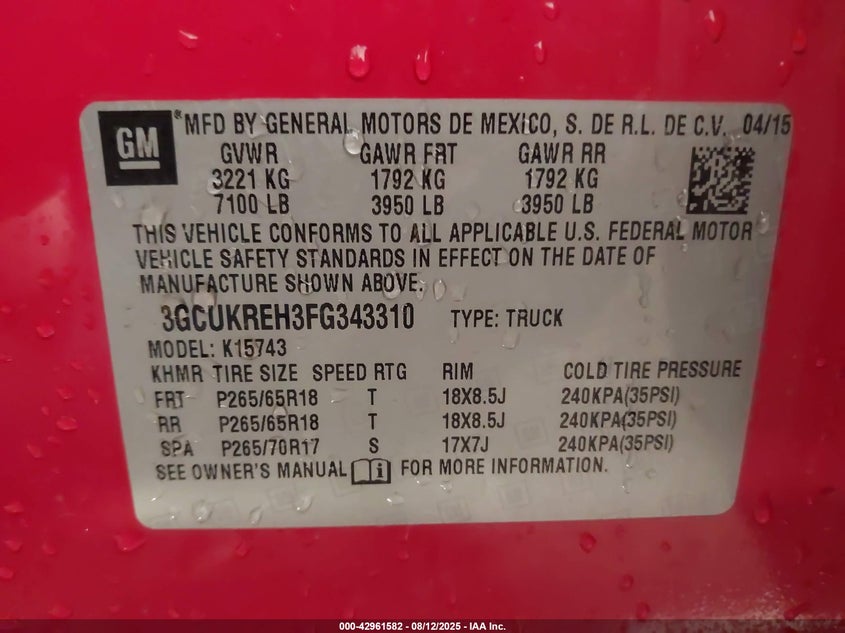 GM
® MFD BY GENERAL MOTORS DE MEXICO, S. DE R.L. DE C.V. 04/15
GVWR GAWR FRT GAWR RR
3221 KG 1792 KG 1792 KG
7100 LB 3950 LB 3950 LB
THIS VEHICLE CONFORMS TO ALL APPLICABLE U.S. FEDERAL MOTOR
VEHICLE SAFETY STANDARDS IN EFFECT ON THE DATE OF
MANUFACTURE SHOWN ABOVE.
3GCUKREH3FG343310 TYPE: TRUCK
MODEL: K15743
KHMR TIRE SIZE SPEED RTG RIM COLD TIRE PRESSURE
FRT P265/65R18 T 18X8.5J 240KPA(35PSI)
RR P265/65R18 T 18X8.5J 240KPA(35PSI)
SPA P265/70R17 S 17X7J 240KPA(35PSI)
SEE OWNER'S MANUAL i FOR MORE INFORMATION.
000-42961582 - 08/12/2025 - IAA Inc.